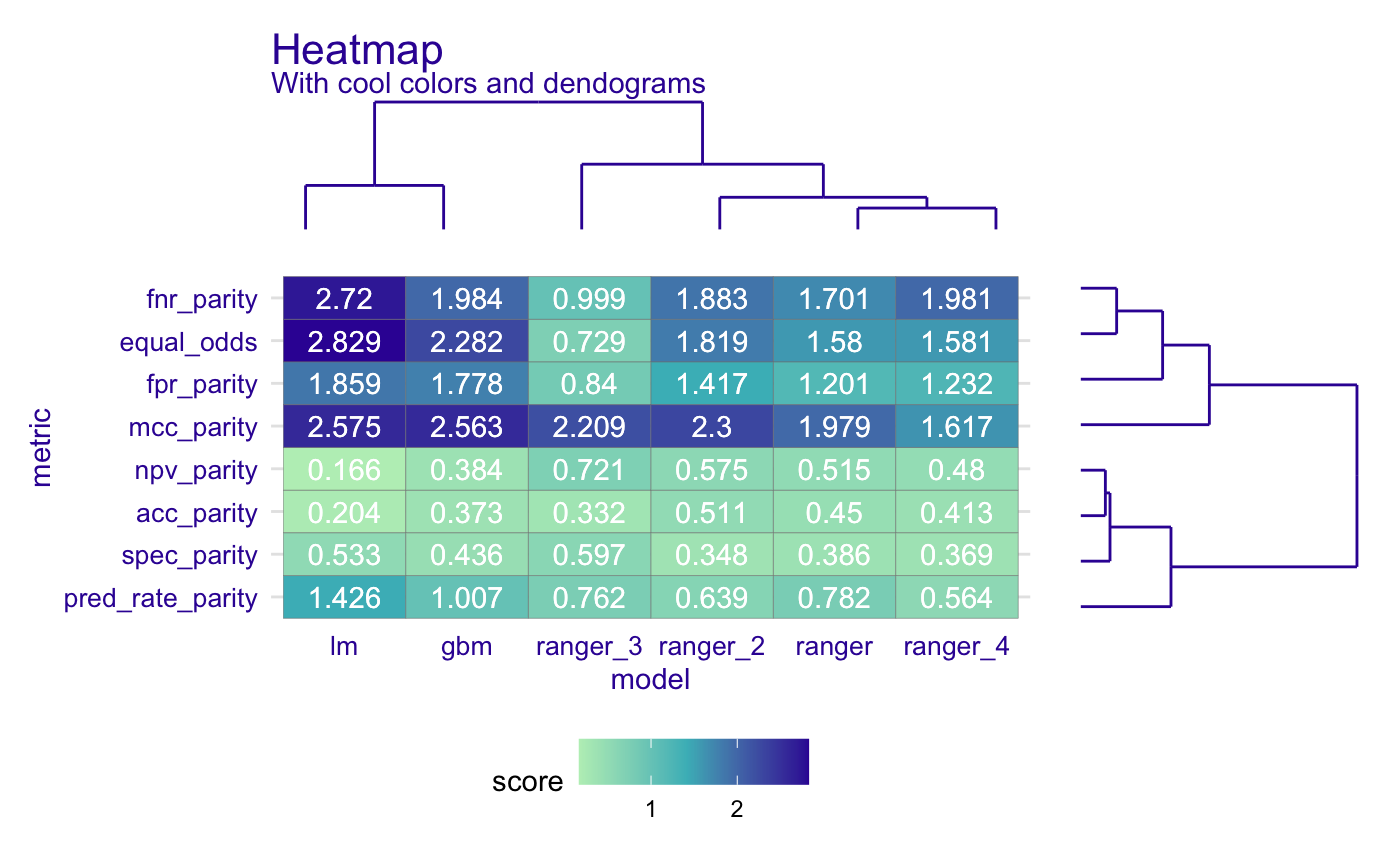 Heatmap
With cool colors and dendograms
metric
fnr_parity 2.72 1.984 0.999 1.883 1.701 1.981
equal_odds 2.829 2.282 0.729 1.819 1.58 1.581
fpr_parity 1.859 1.778 0.84 1.417 1.201 1.232
mcc_parity 2.575 2.563 2.209 2.3 1.979 1.617
npv_parity 0.166 0.384 0.721 0.575 0.515 0.48
acc_parity 0.204 0.373 0.332 0.511 0.45 0.413
spec_parity 0.533 0.436 0.597 0.348 0.386 0.369
pred_rate_parity 1.426 1.007 0.762 0.639 0.782 0.564
lm gbm ranger_3 ranger_2 ranger ranger_4
model
score
1 2